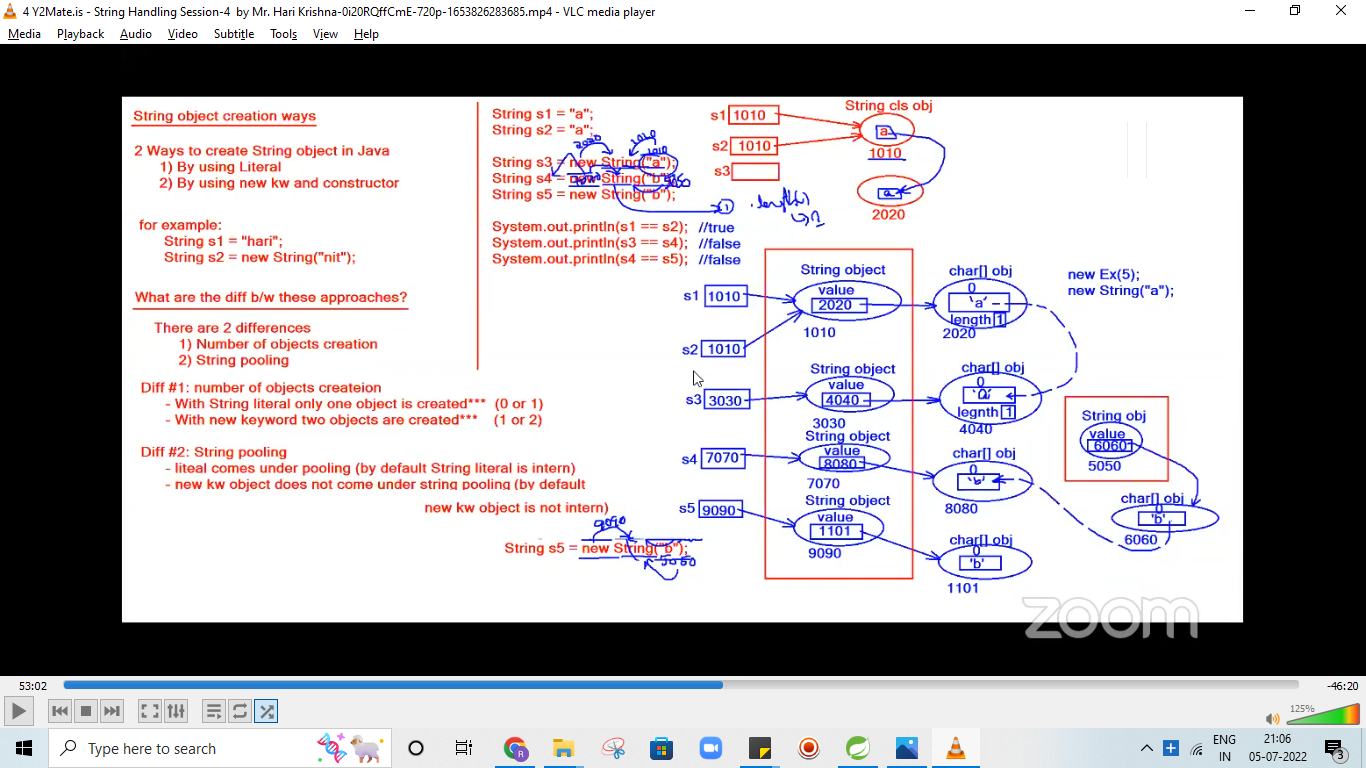 4 Y2Mate.is - String Handling Session-4 by Mr. Hari Krishna-0i20RQffCmE-720p-1653826283685.mp4 - VLC media player
Media Playback Audio Video Subtitle Tools View Help
String object creation ways
2 Ways to create String object in Java
1) By using Literal
2) By using new kw and constructor
for example:
String s1 = "hari";
String s2 = new String("nit");
What are the diff b/w these approaches?
There are 2 differences
1) Number of objects creation
2) String pooling
Diff #1: number of objects createion
- With String literal only one object is created*** (0 or 1)
- With new keyword two objects are created*** (1 or 2)
Diff #2: String pooling
- liteal comes under pooling (by default String literal is intern)
- new kw object does not come under string pooling (by default
new kw object is not intern)
9090
String s5 = new String("b");
5050
String s1 = "a";
String s2 = "a";
2020
1010
1010
String s3 = new String("a");
String s4 = new String("b");
String s5 = new String("b");
System.out.println(s1 == s2); //true
System.out.println(s3 == s4); //false
System.out.println(s4 == s5); //false
String cls obj
s1 1010
a
s2 1010
1010
s3
a
2020
1
String object
char[] obj
new Ex(5);
new String("a");
value
0
s1 1010
2020
'a'
length 1
1010
2020
s2 1010
String object
char[] obj
value
0
s3 3030
4040
'a'
legnth 1
3030
4040
String object
char[] obj
value
0
s4 7070
8080
'b'
7070
8080
String object
s5 9090
value
1101
9090
char[] obj
0
'b'
1101
String obj
value
6060
5050
char[] obj
0
'b'
6060
zoom
53:02
-46:20
125%
Type here to search
ENG
IN
21:06
05-07-2022
3